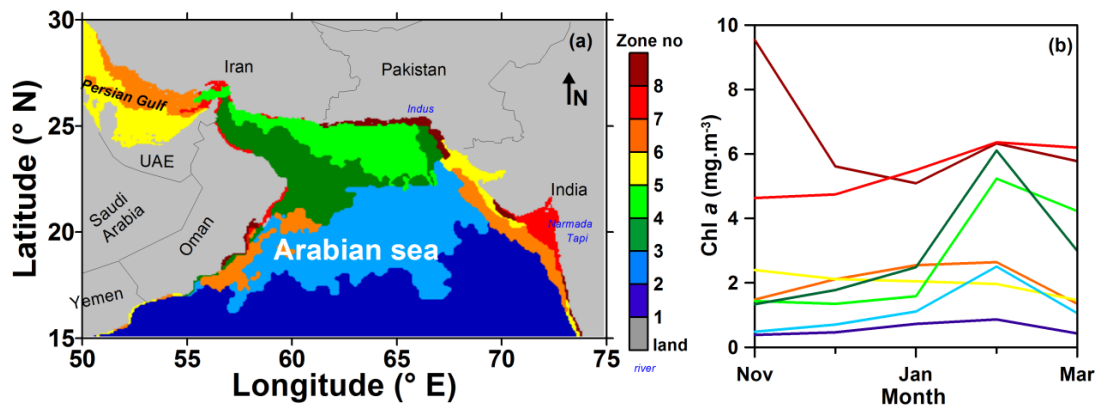 30
25
20
15
Latitude (° N)
(a)
Iran
Pakistan
N
Persian Gulf
Indus
UAE
Saudi
Arabia
Oman
India
Narmada
Tapi
Arabian sea
Yemen
50
55
60
65
70
75
Longitude (° E)
Zone no
8
7
6
5
4
3
2
1
land
river
(b)
10
8
6
4
2
0
Chl a (mg.m-3)
Nov
Jan
Mar
Month